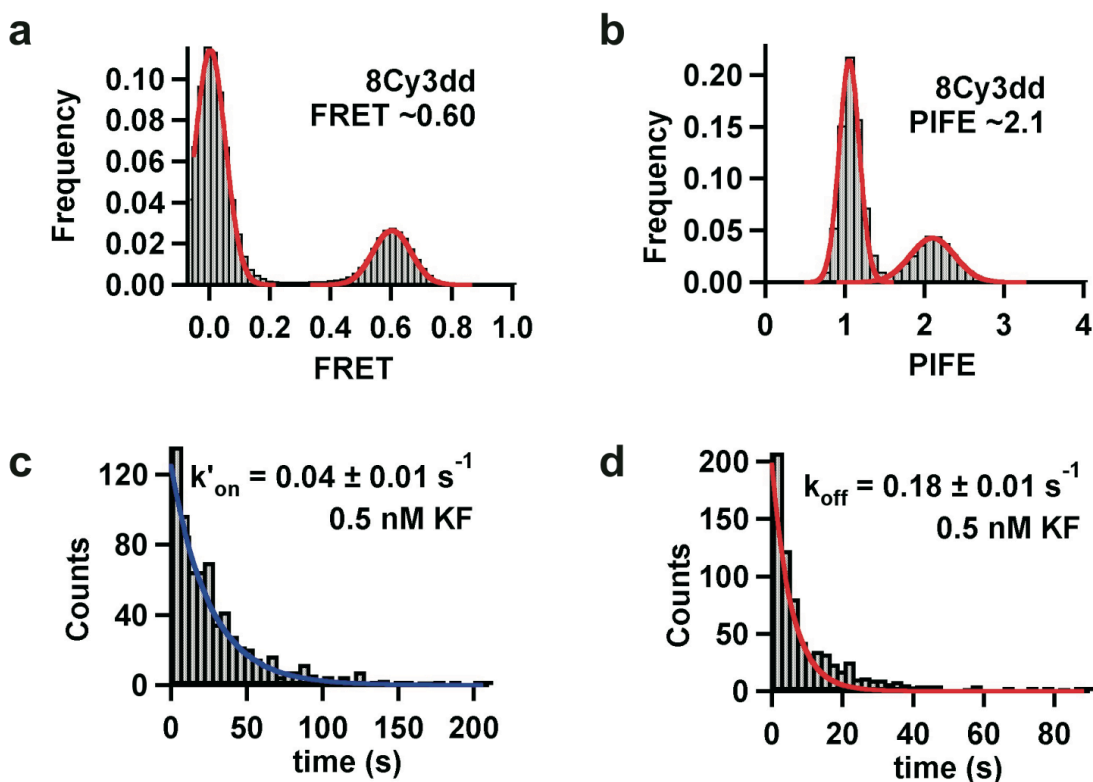 a
8Cy3dd
FRET ~0.60
Frequency
0.10
0.08
0.06
0.04
0.02
0.00
0.0 0.2 0.4 0.6 0.8 1.0
FRET
b
8Cy3dd
PIFE ~2.1
Frequency
0.20
0.15
0.10
0.05
0.00
0 1 2 3 4
PIFE
c
k'on = 0.04 ± 0.01 s-1
0.5 nM KF
Counts
120
80
40
0
0 50 100 150 200
time (s)
d
koff = 0.18 ± 0.01 s-1
0.5 nM KF
Counts
200
150
100
50
0
0 20 40 60 80
time (s)